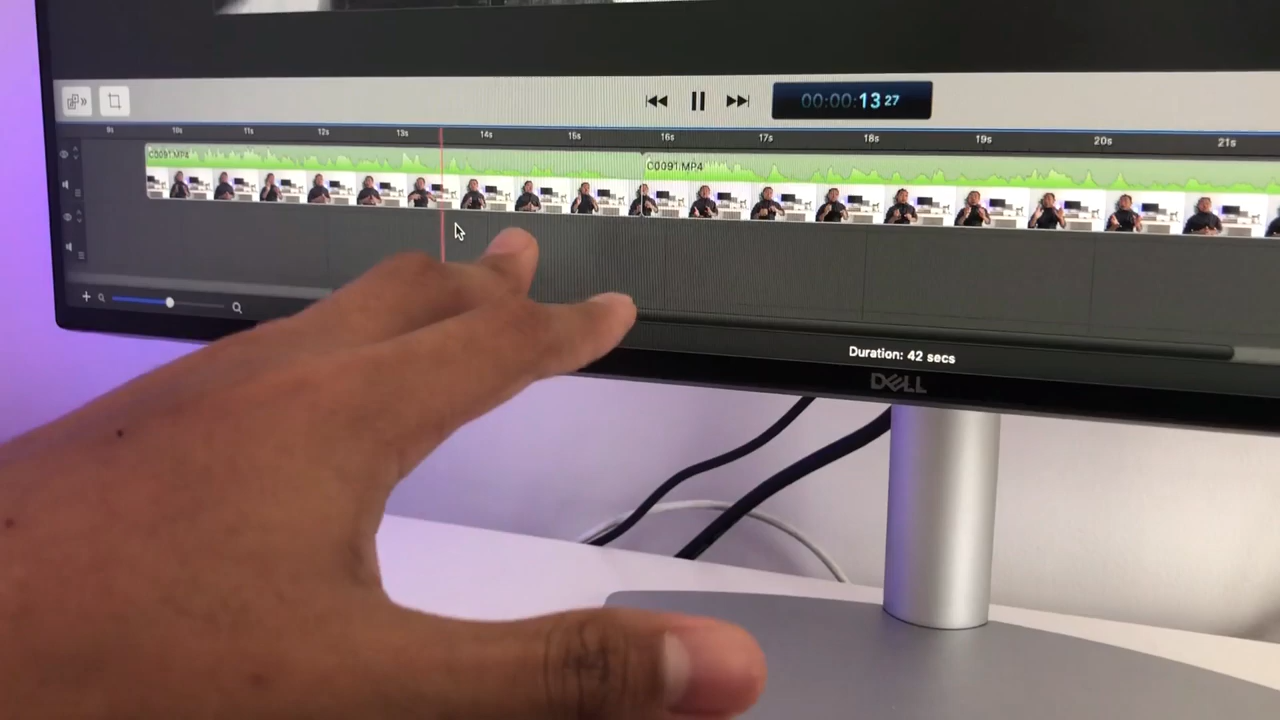 00:00:13 27
9s 10s 11s 12s 13s 14s 15s 16s 17s 18s 19s 20s 21s
C0091.MP4 C0091.MP4
Duration: 42 secs
DELL